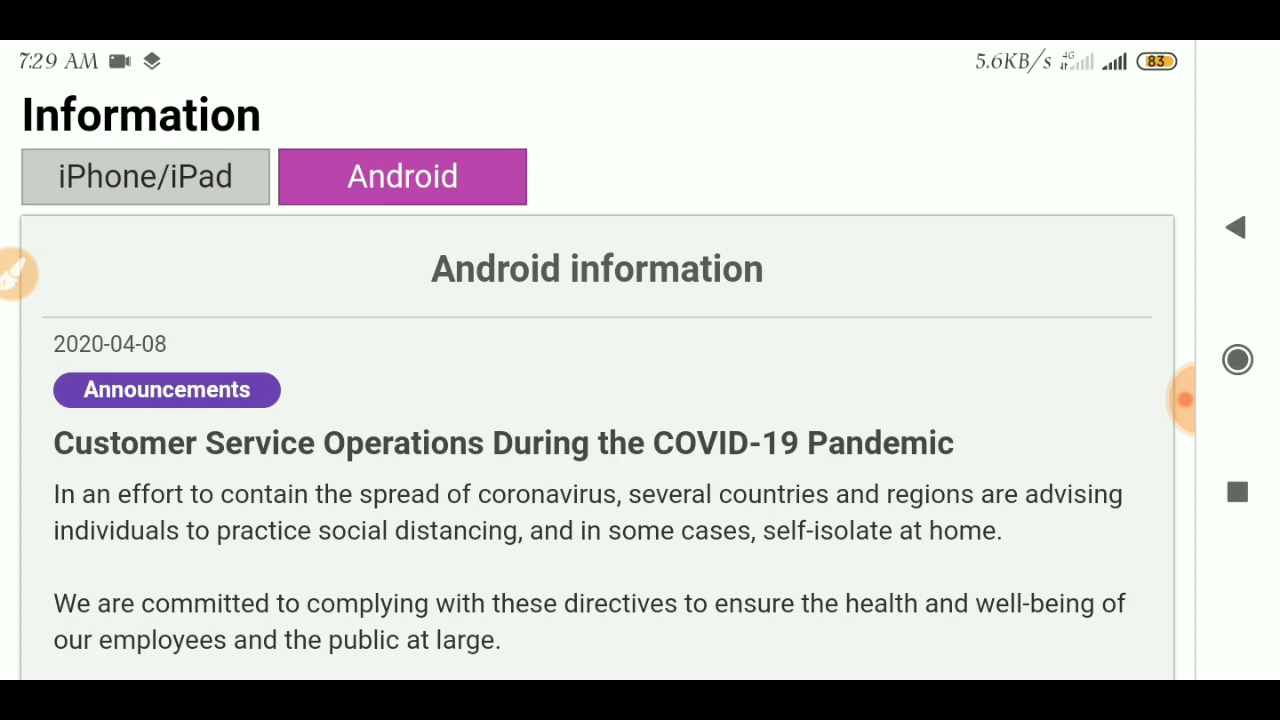 7:29 AM 5.6KB/s 4G 83
Information
iPhone/iPad Android
Android information
2020-04-08
Announcements
Customer Service Operations During the COVID-19 Pandemic
In an effort to contain the spread of coronavirus, several countries and regions are advising
individuals to practice social distancing, and in some cases, self-isolate at home.
We are committed to complying with these directives to ensure the health and well-being of
our employees and the public at large.